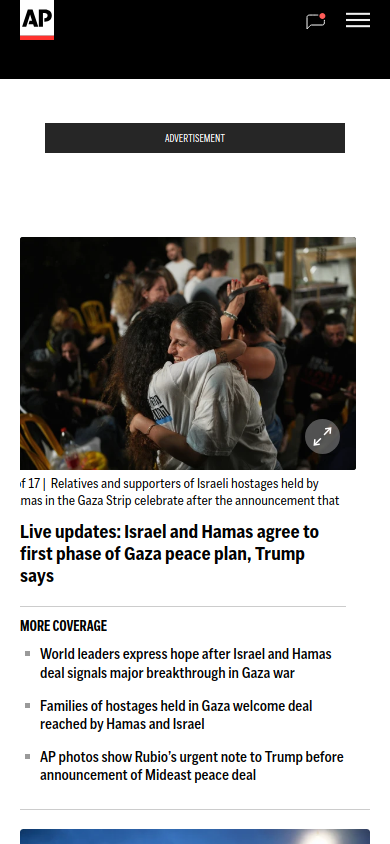 AP
ADVERTISEMENT
of 17 | Relatives and supporters of Israeli hostages held by
mas in the Gaza Strip celebrate after the announcement that
Live updates: Israel and Hamas agree to
first phase of Gaza peace plan, Trump
says
MORE COVERAGE
World leaders express hope after Israel and Hamas
deal signals major breakthrough in Gaza war
Families of hostages held in Gaza welcome deal
reached by Hamas and Israel
AP photos show Rubio's urgent note to Trump before
announcement of Mideast peace deal